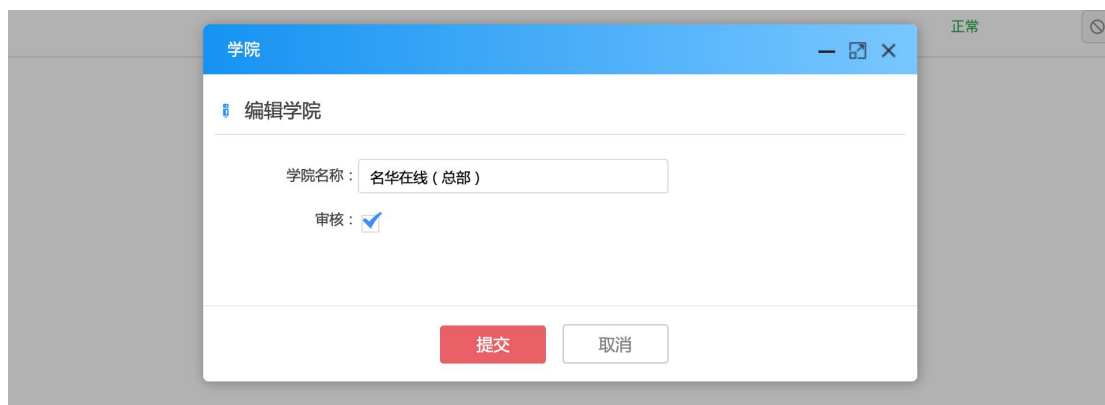 正常
学院
编辑学院
学院名称：名华在线（总部）
审核：
提交 取消